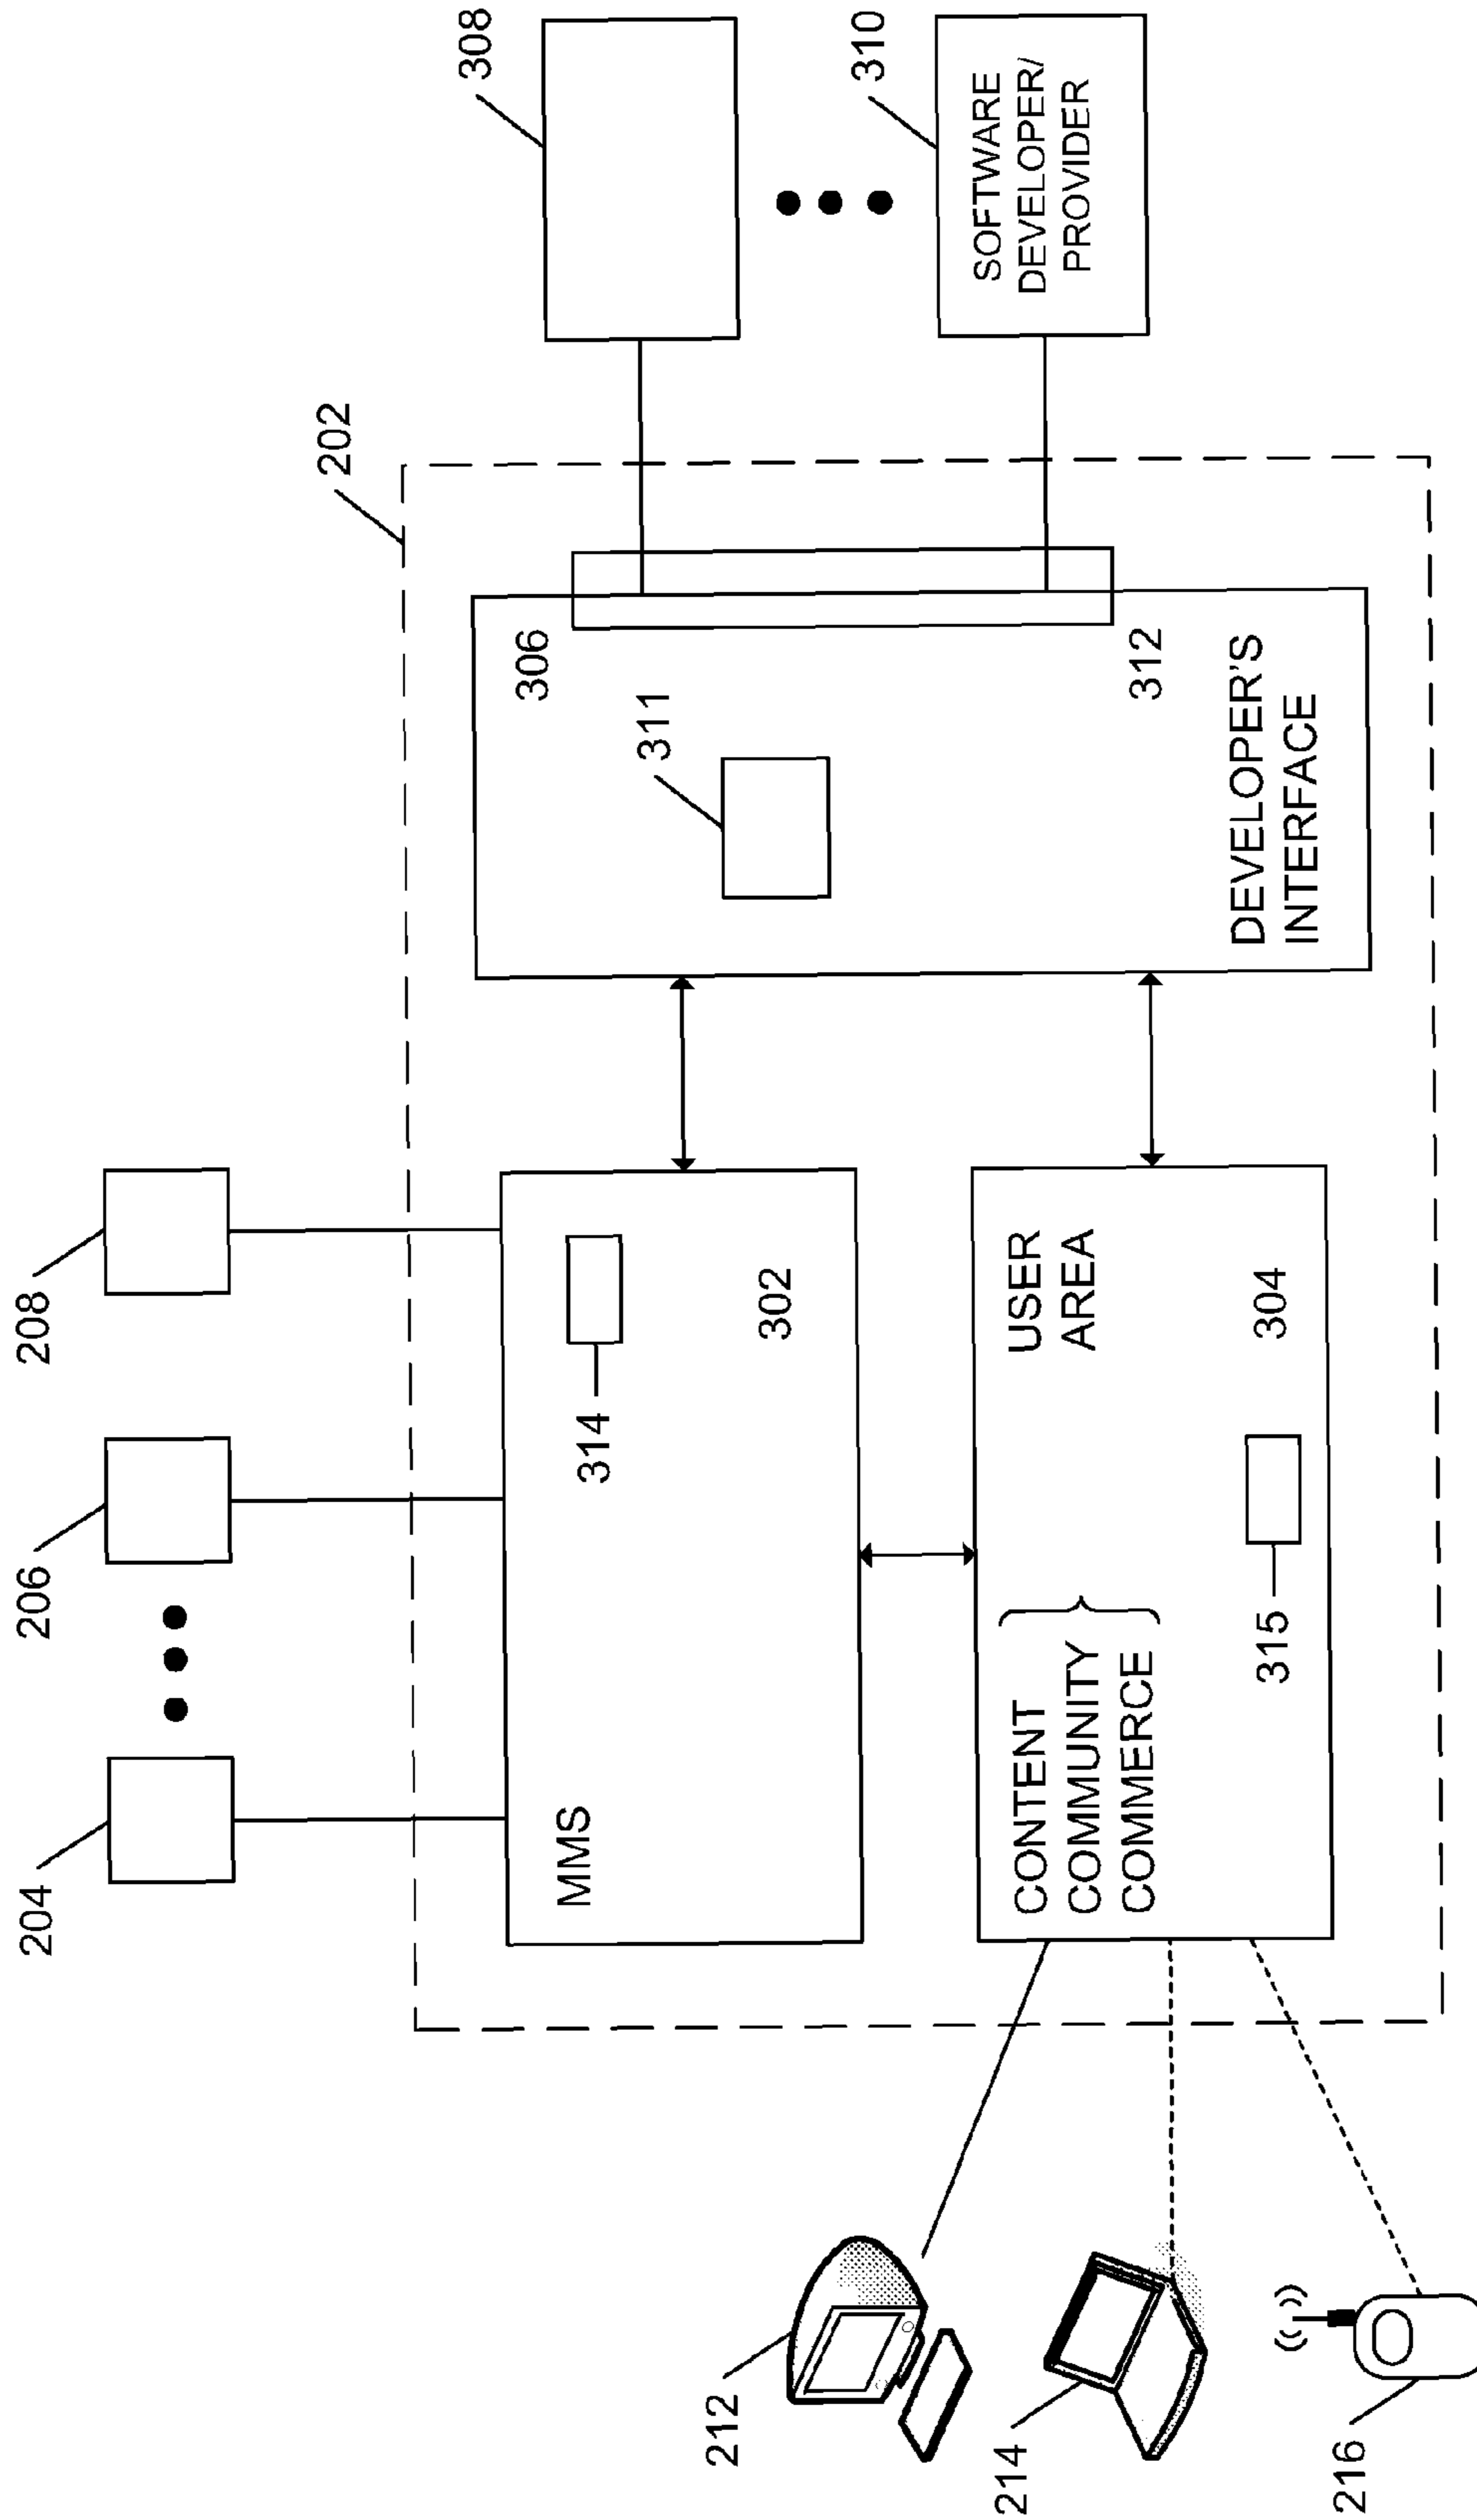 204
206
208
202
308
MMS
314
302
306
311
312
DEVELOPER'S
INTERFACE
310
SOFTWARE
DEVELOPER/
PROVIDER
CONTENT
COMMUNITY
COMMERCE
USER
AREA
315
304
212
214
216